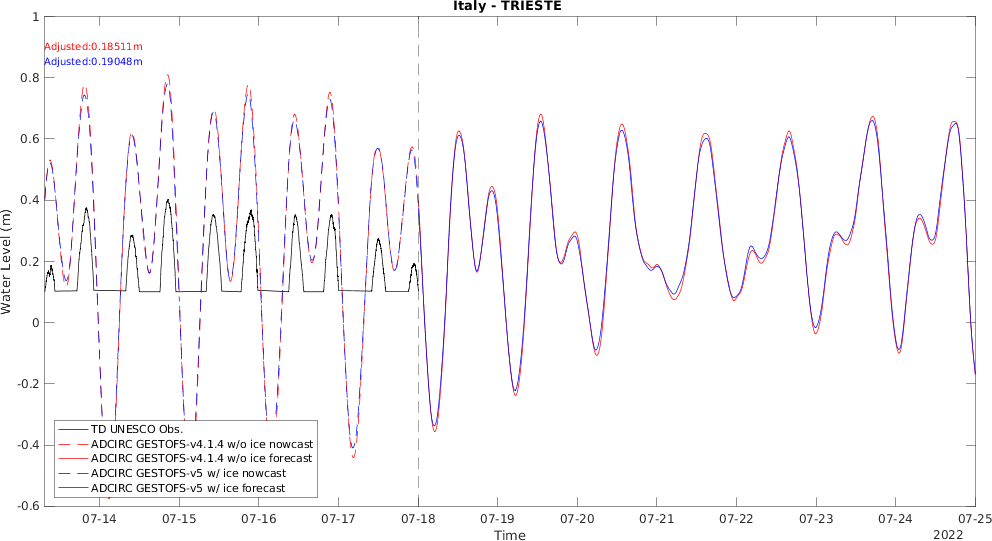 Italy - TRIESTE
Adjusted:0.18511m
Adjusted:0.19048m
Water Level (m)
1
0.8
0.6
0.4
0.2
0
-0.2
-0.4
-0.6
TD UNESCO Obs.
ADCIRC GESTOFS-v4.1.4 w/o ice nowcast
ADCIRC GESTOFS-v4.1.4 w/o ice forecast
ADCIRC GESTOFS-v5 w/ ice nowcast
ADCIRC GESTOFS-v5 w/ ice forecast
07-14 07-15 07-16 07-17 07-18 07-19 07-20 07-21 07-22 07-23 07-24 07-25
Time
2022